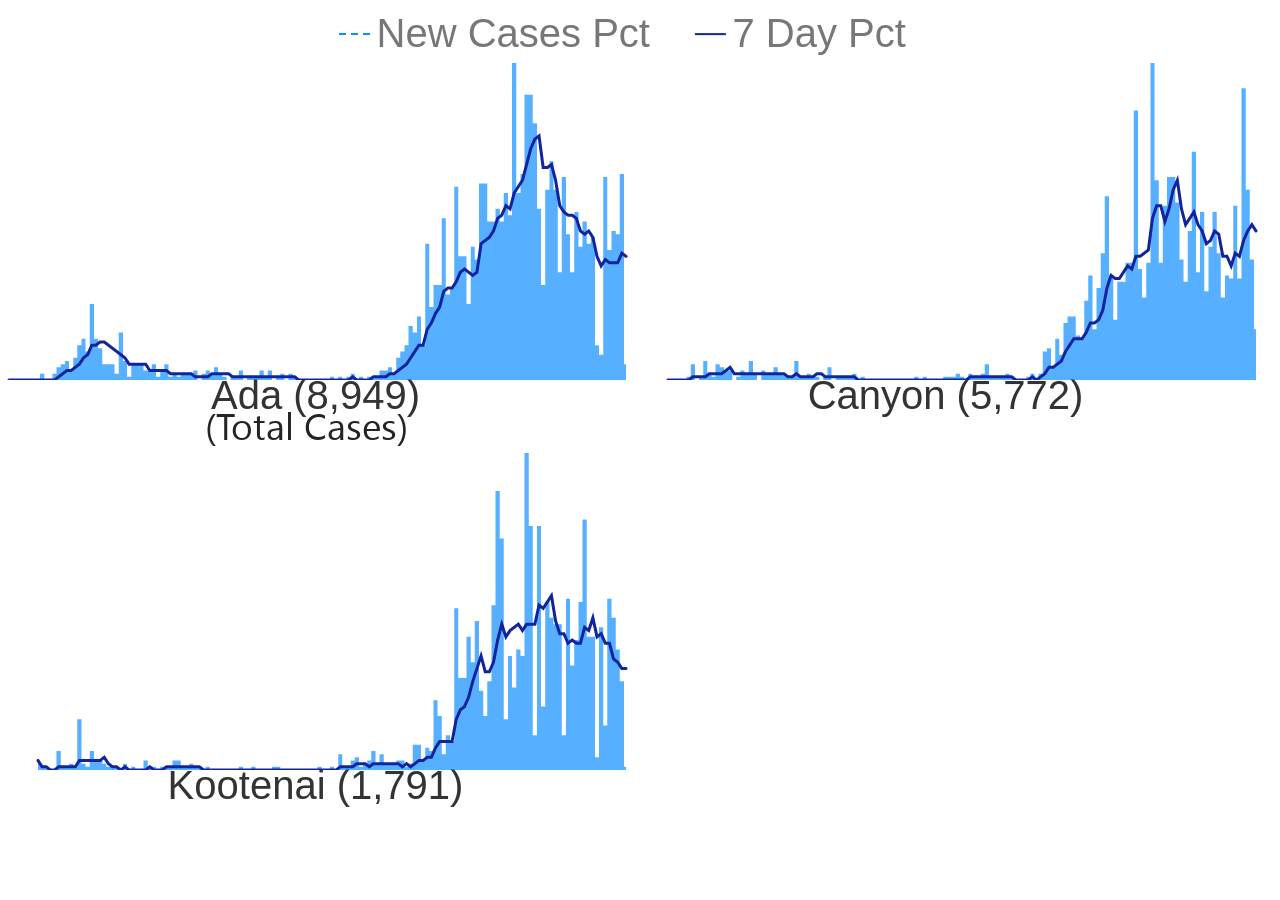 New Cases Pct 7 Day Pct
Ada (8,949)
(Total Cases)
Canyon (5,772)
Kootenai (1,791)